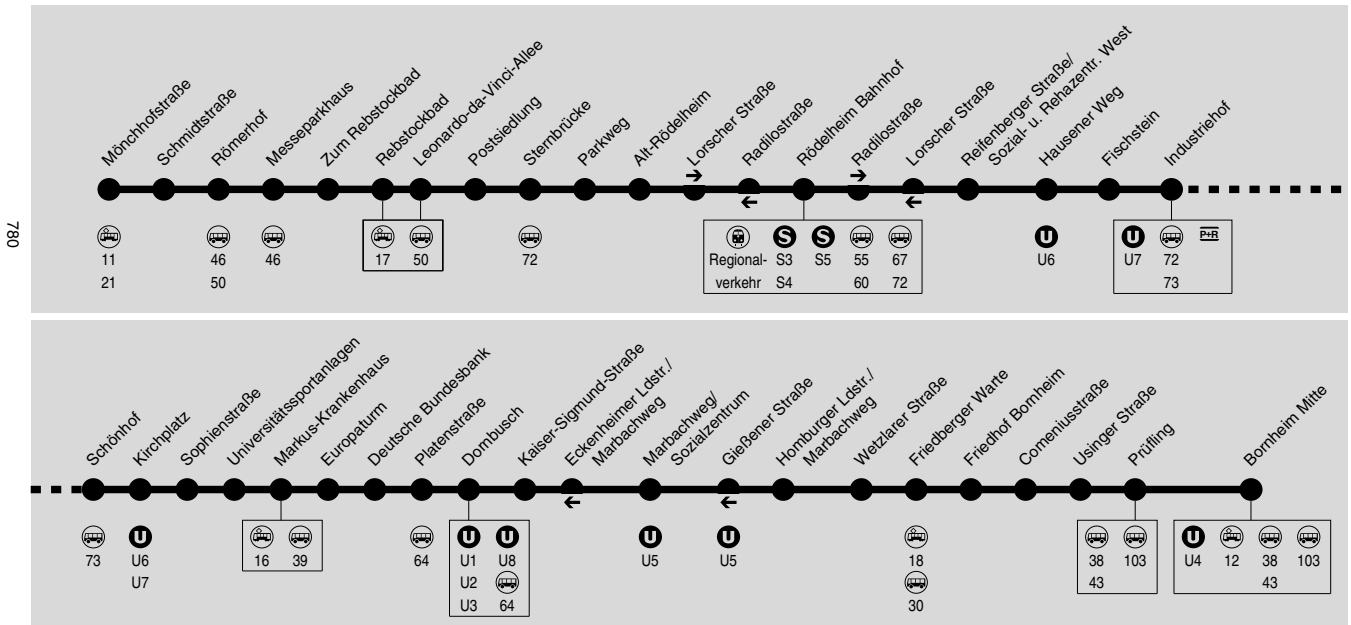 780
Mönchhofstraße
Schmidtstraße
Römerhof
Messeparkhaus
Zum Rebstockbad
Rebstockbad
Leonardo-da-Vinci-Allee
Postsiedlung
Sternbrücke
Parkweg
Alt-Rödelheim
Lorscher Straße
Radilostraße
Rödelheim Bahnhof
Radilostraße
Lorscher Straße
Reifenberger Straße/
Sozial- u. Rehazentr. West
Hausener Weg
Fischstein
Industriehof
11
21
46
50
46
17
50
72
Regional-
verkehr
S
S3
S4
S
S5
55
60
67
72
U
U6
U
U7
72
73
P+R
Schönhof
Kirchplatz
Sophienstraße
Universitätssportanlagen
Markus-Krankenhaus
Europaturm
Deutsche Bundesbank
Platenstraße
Dornbusch
Kaiser-Sigmund-Straße
Eckenheimer Ldstr./
Marbachweg
Marbachweg/
Sozialzentrum
Gießener Straße
Homburger Ldstr./
Marbachweg
Wetzlarer Straße
Friedberger Warte
Friedhof Bornheim
Comeniusstraße
Usinger Straße
Prüfling
Bornheim Mitte
73
U
U6
U7
16
39
64
U
U1
U2
U3
U
U8
64
U
U5
U
U5
18
30
38
43
103
U
U4
12
38
43
103